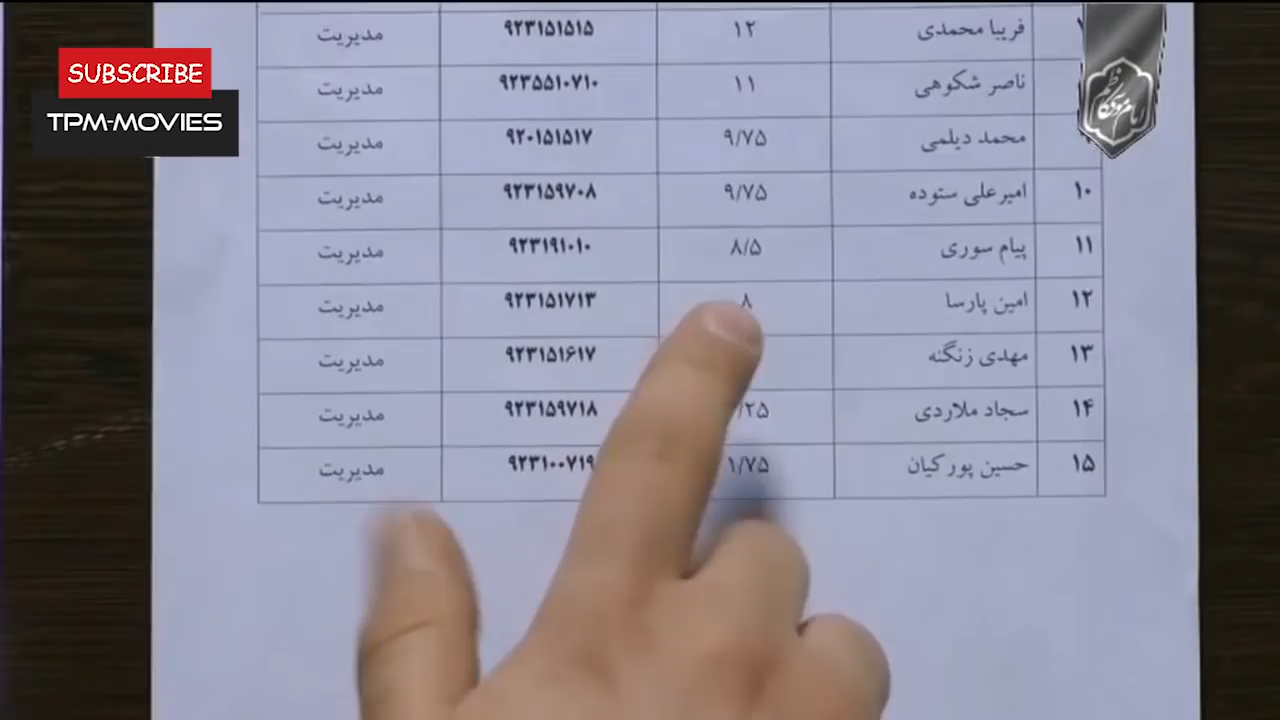 SUBSCRIBE
TPM-MOVIES
فریبا محمدی ۱۲ ۹۲۳۱۵۱۵۱۵ مدیریت
ناصر شکوهی ۱۱ ۹۲۳۵۵۱۰۷۱۰ مدیریت
محمد دیلمی ۹/۷۵ ۹۲۰۱۵۱۵۱۷ مدیریت
۱۰ امیرعلی ستوده ۹/۷۵ ۹۲۳۱۵۹۷۰۸ مدیریت
۱۱ پیام سوری ۸/۵ ۹۲۳۱۹۱۰۱۰ مدیریت
۱۲ امین پارسا ۸ ۹۲۳۱۵۱۷۱۳ مدیریت
۱۳ مهدی زنگنه ۹۲۳۱۵۱۶۱۷ مدیریت
۱۴ سجاد ملاردی /۲۵ ۹۲۳۱۵۹۷۱۸ مدیریت
۱۵ حسین پورکیان ۱/۷۵ ۹۲۳۱۰۰۷۱۹ مدیریت